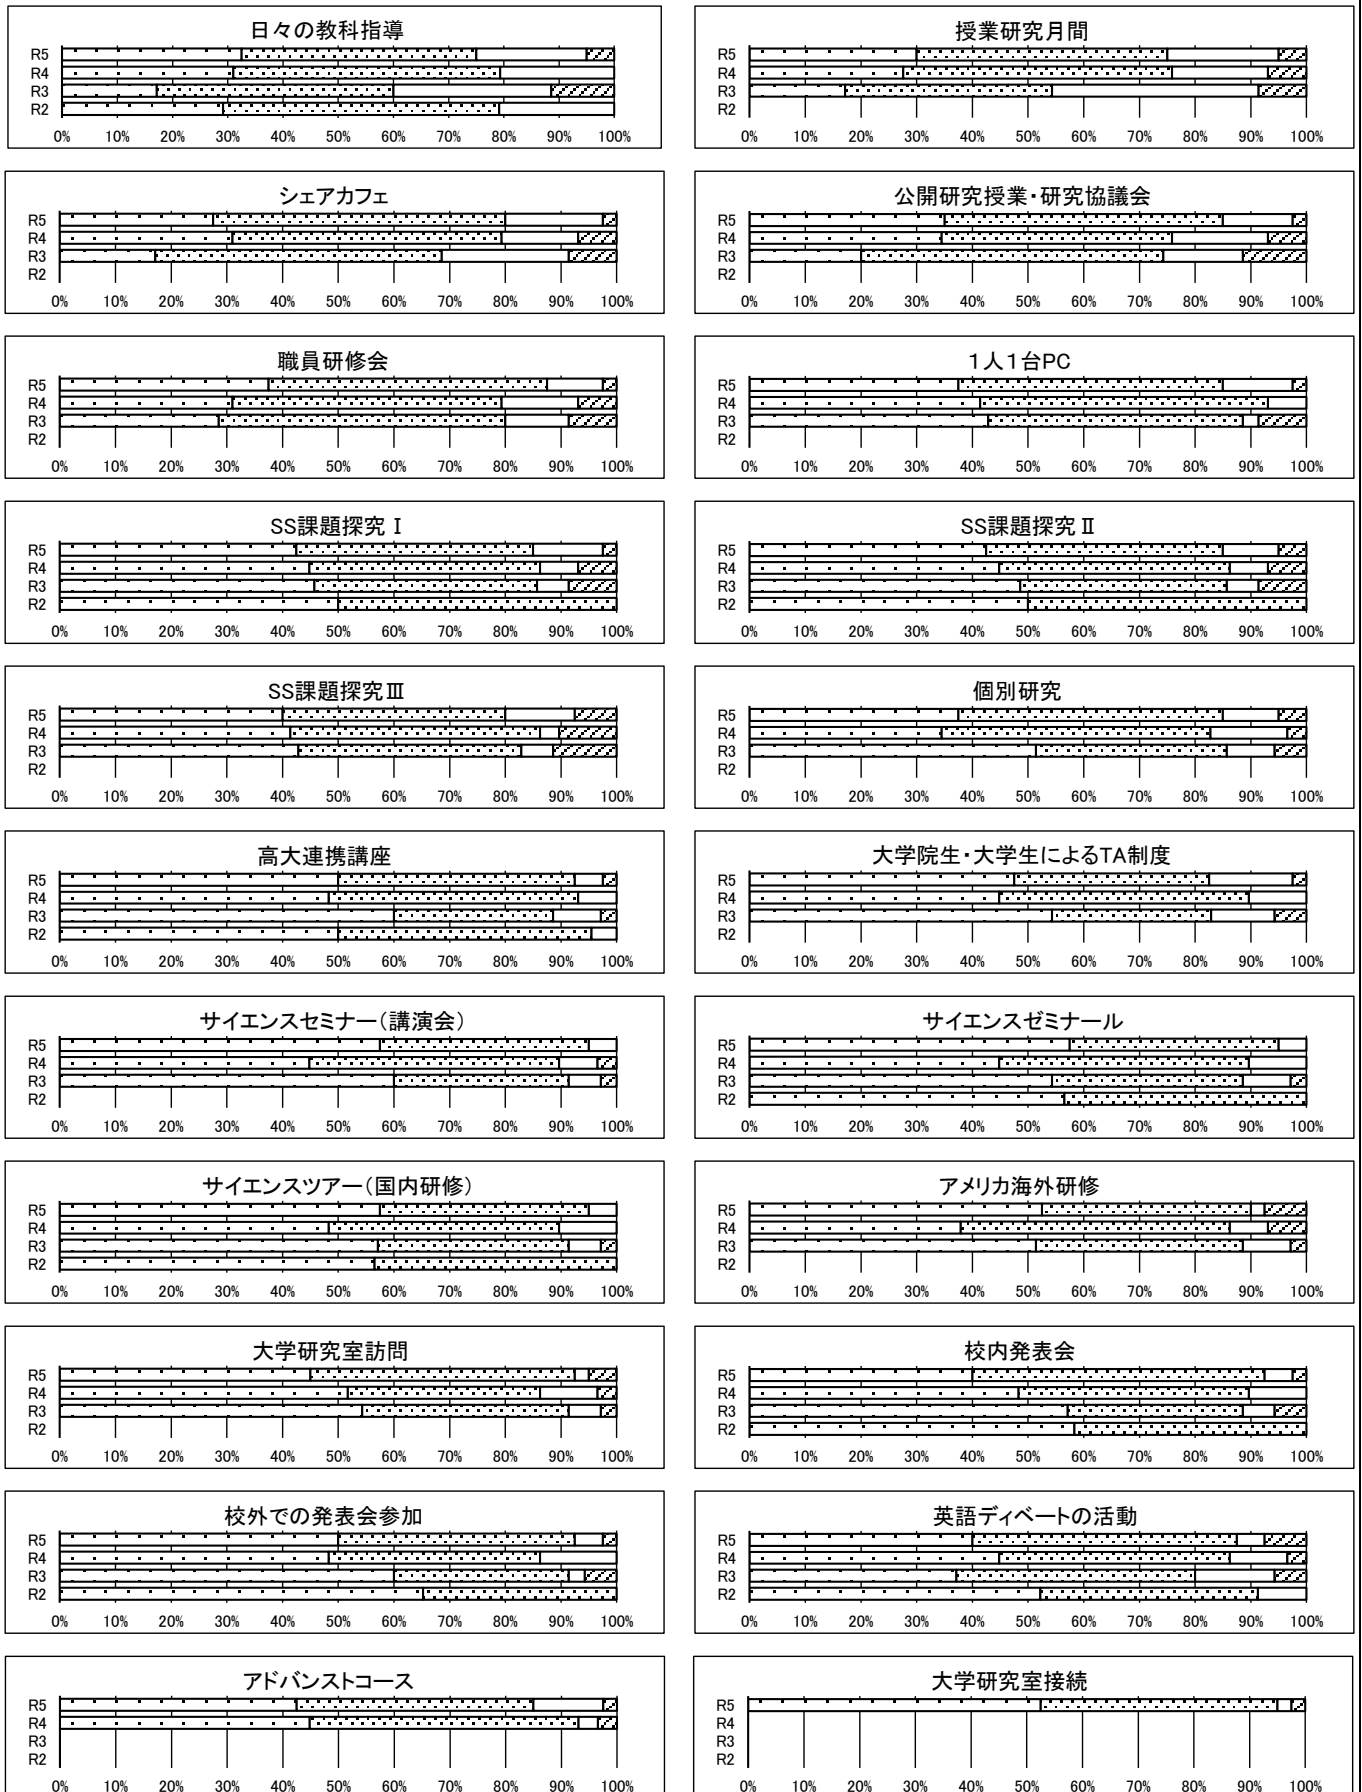 日々の教科指導
R5
R4
R3
R2
0% 10% 20% 30% 40% 50% 60% 70% 80% 90% 100%
授業研究月間
R5
R4
R3
R2
0% 10% 20% 30% 40% 50% 60% 70% 80% 90% 100%
シェアカフェ
R5
R4
R3
R2
0% 10% 20% 30% 40% 50% 60% 70% 80% 90% 100%
公開研究授業・研究協議会
R5
R4
R3
R2
0% 10% 20% 30% 40% 50% 60% 70% 80% 90% 100%
職員研修会
R5
R4
R3
R2
0% 10% 20% 30% 40% 50% 60% 70% 80% 90% 100%
1人1台PC
R5
R4
R3
R2
0% 10% 20% 30% 40% 50% 60% 70% 80% 90% 100%
SS課題探究Ⅰ
R5
R4
R3
R2
0% 10% 20% 30% 40% 50% 60% 70% 80% 90% 100%
SS課題探究Ⅱ
R5
R4
R3
R2
0% 10% 20% 30% 40% 50% 60% 70% 80% 90% 100%
SS課題探究Ⅲ
R5
R4
R3
R2
0% 10% 20% 30% 40% 50% 60% 70% 80% 90% 100%
個別研究
R5
R4
R3
R2
0% 10% 20% 30% 40% 50% 60% 70% 80% 90% 100%
高大連携講座
R5
R4
R3
R2
0% 10% 20% 30% 40% 50% 60% 70% 80% 90% 100%
大学院生・大学生によるTA制度
R5
R4
R3
R2
0% 10% 20% 30% 40% 50% 60% 70% 80% 90% 100%
サイエンスセミナー(講演会)
R5
R4
R3
R2
0% 10% 20% 30% 40% 50% 60% 70% 80% 90% 100%
サイエンスゼミナール
R5
R4
R3
R2
0% 10% 20% 30% 40% 50% 60% 70% 80% 90% 100%
サイエンスツアー(国内研修)
R5
R4
R3
R2
0% 10% 20% 30% 40% 50% 60% 70% 80% 90% 100%
アメリカ海外研修
R5
R4
R3
R2
0% 10% 20% 30% 40% 50% 60% 70% 80% 90% 100%
大学研究室訪問
R5
R4
R3
R2
0% 10% 20% 30% 40% 50% 60% 70% 80% 90% 100%
校内発表会
R5
R4
R3
R2
0% 10% 20% 30% 40% 50% 60% 70% 80% 90% 100%
校外での発表会参加
R5
R4
R3
R2
0% 10% 20% 30% 40% 50% 60% 70% 80% 90% 100%
英語ディベートの活動
R5
R4
R3
R2
0% 10% 20% 30% 40% 50% 60% 70% 80% 90% 100%
アドバンストコース
R5
R4
R3
R2
0% 10% 20% 30% 40% 50% 60% 70% 80% 90% 100%
大学研究室接続
R5
R4
R3
R2
0% 10% 20% 30% 40% 50% 60% 70% 80% 90% 100%